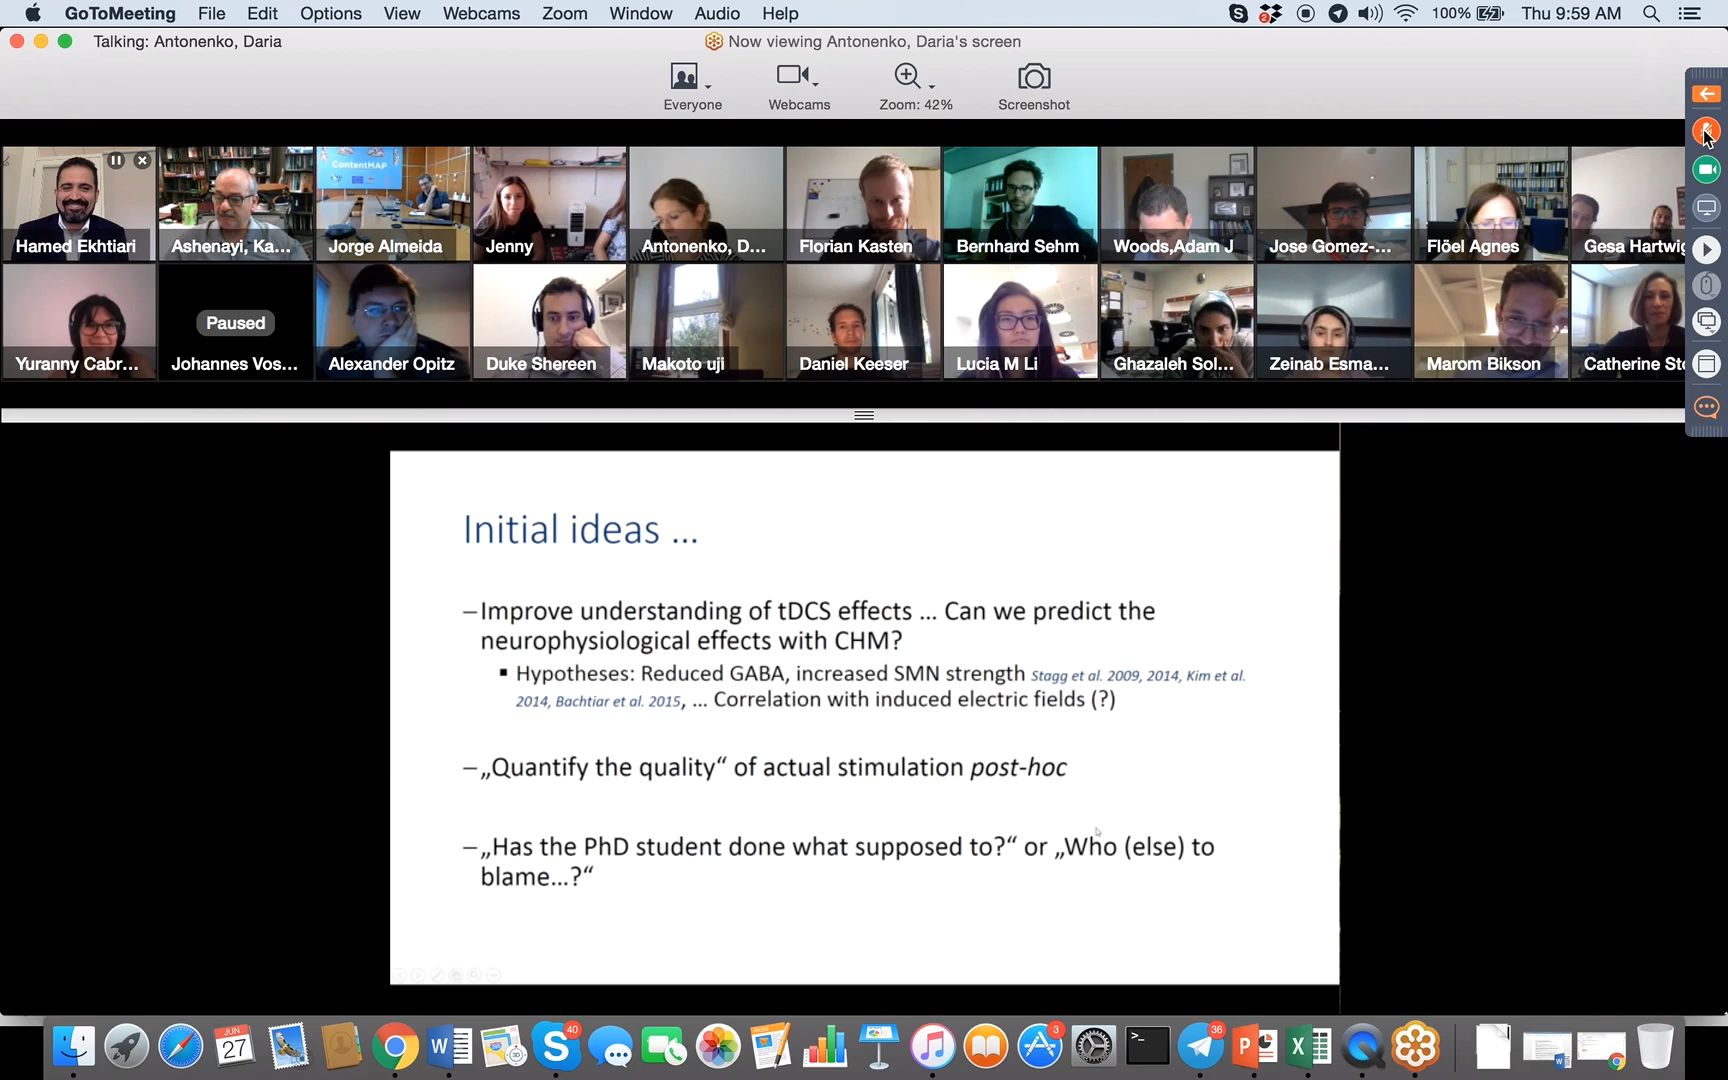 GoToMeeting File Edit Options View Webcams Zoom Window Audio Help 2 100% Thu 9:59 AM
Talking: Antonenko, Daria
Now viewing Antonenko, Daria's screen
Everyone Webcams Zoom: 42% Screenshot
ContentMAP
Hamed Ekhtiari Ashenayi, Ka... Jorge Almeida Jenny Antonenko, D... Florian Kasten Bernhard Sehm Woods,Adam J Jose Gomez-... Flöel Agnes Gesa Hartwig
Paused
Yuranny Cabr... Johannes Vos... Alexander Opitz Duke Shereen Makoto uji Daniel Keeser Lucia M Li Ghazaleh Sol... Zeinab Esma... Marom Bikson Catherine Sto
Initial ideas ...
–Improve understanding of tDCS effects ... Can we predict the
neurophysiological effects with CHM?
▪ Hypotheses: Reduced GABA, increased SMN strength Stagg et al. 2009, 2014, Kim et al.
2014, Bachtiar et al. 2015, ... Correlation with induced electric fields (?)
–„Quantify the quality“ of actual stimulation post-hoc
–„Has the PhD student done what supposed to?“ or „Who (else) to
blame...?“
JUN
27
40
3
36